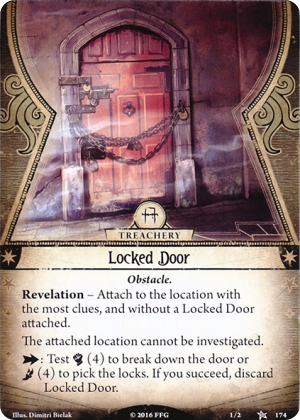 TREACHERY
Locked Door
Obstacle.
Revelation – Attach to the location with
the most clues, and without a Locked Door
attached.
The attached location cannot be investigated.
: Test (4) to break down the door or
(4) to pick the locks. If you succeed, discard
Locked Door.
Illus. Dimitri Bielak
© 2016 FFG
1/2
174